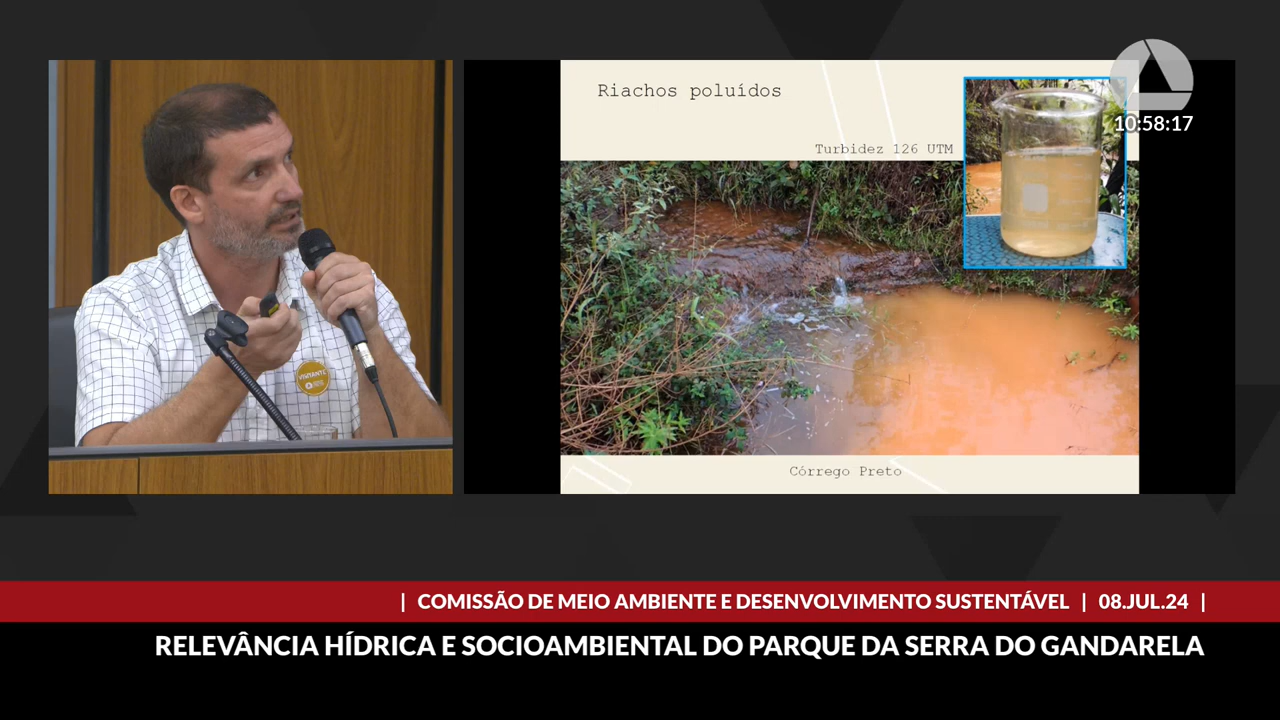 Riachos poluídos
Turbidez 126 UTM
10:58:17
VIVANTE
Córrego Preto
| COMISSÃO DE MEIO AMBIENTE E DESENVOLVIMENTO SUSTENTÁVEL | 08.JUL.24 |
RELEVÂNCIA HÍDRICA E SOCIOAMBIENTAL DO PARQUE DA SERRA DO GANDARELA